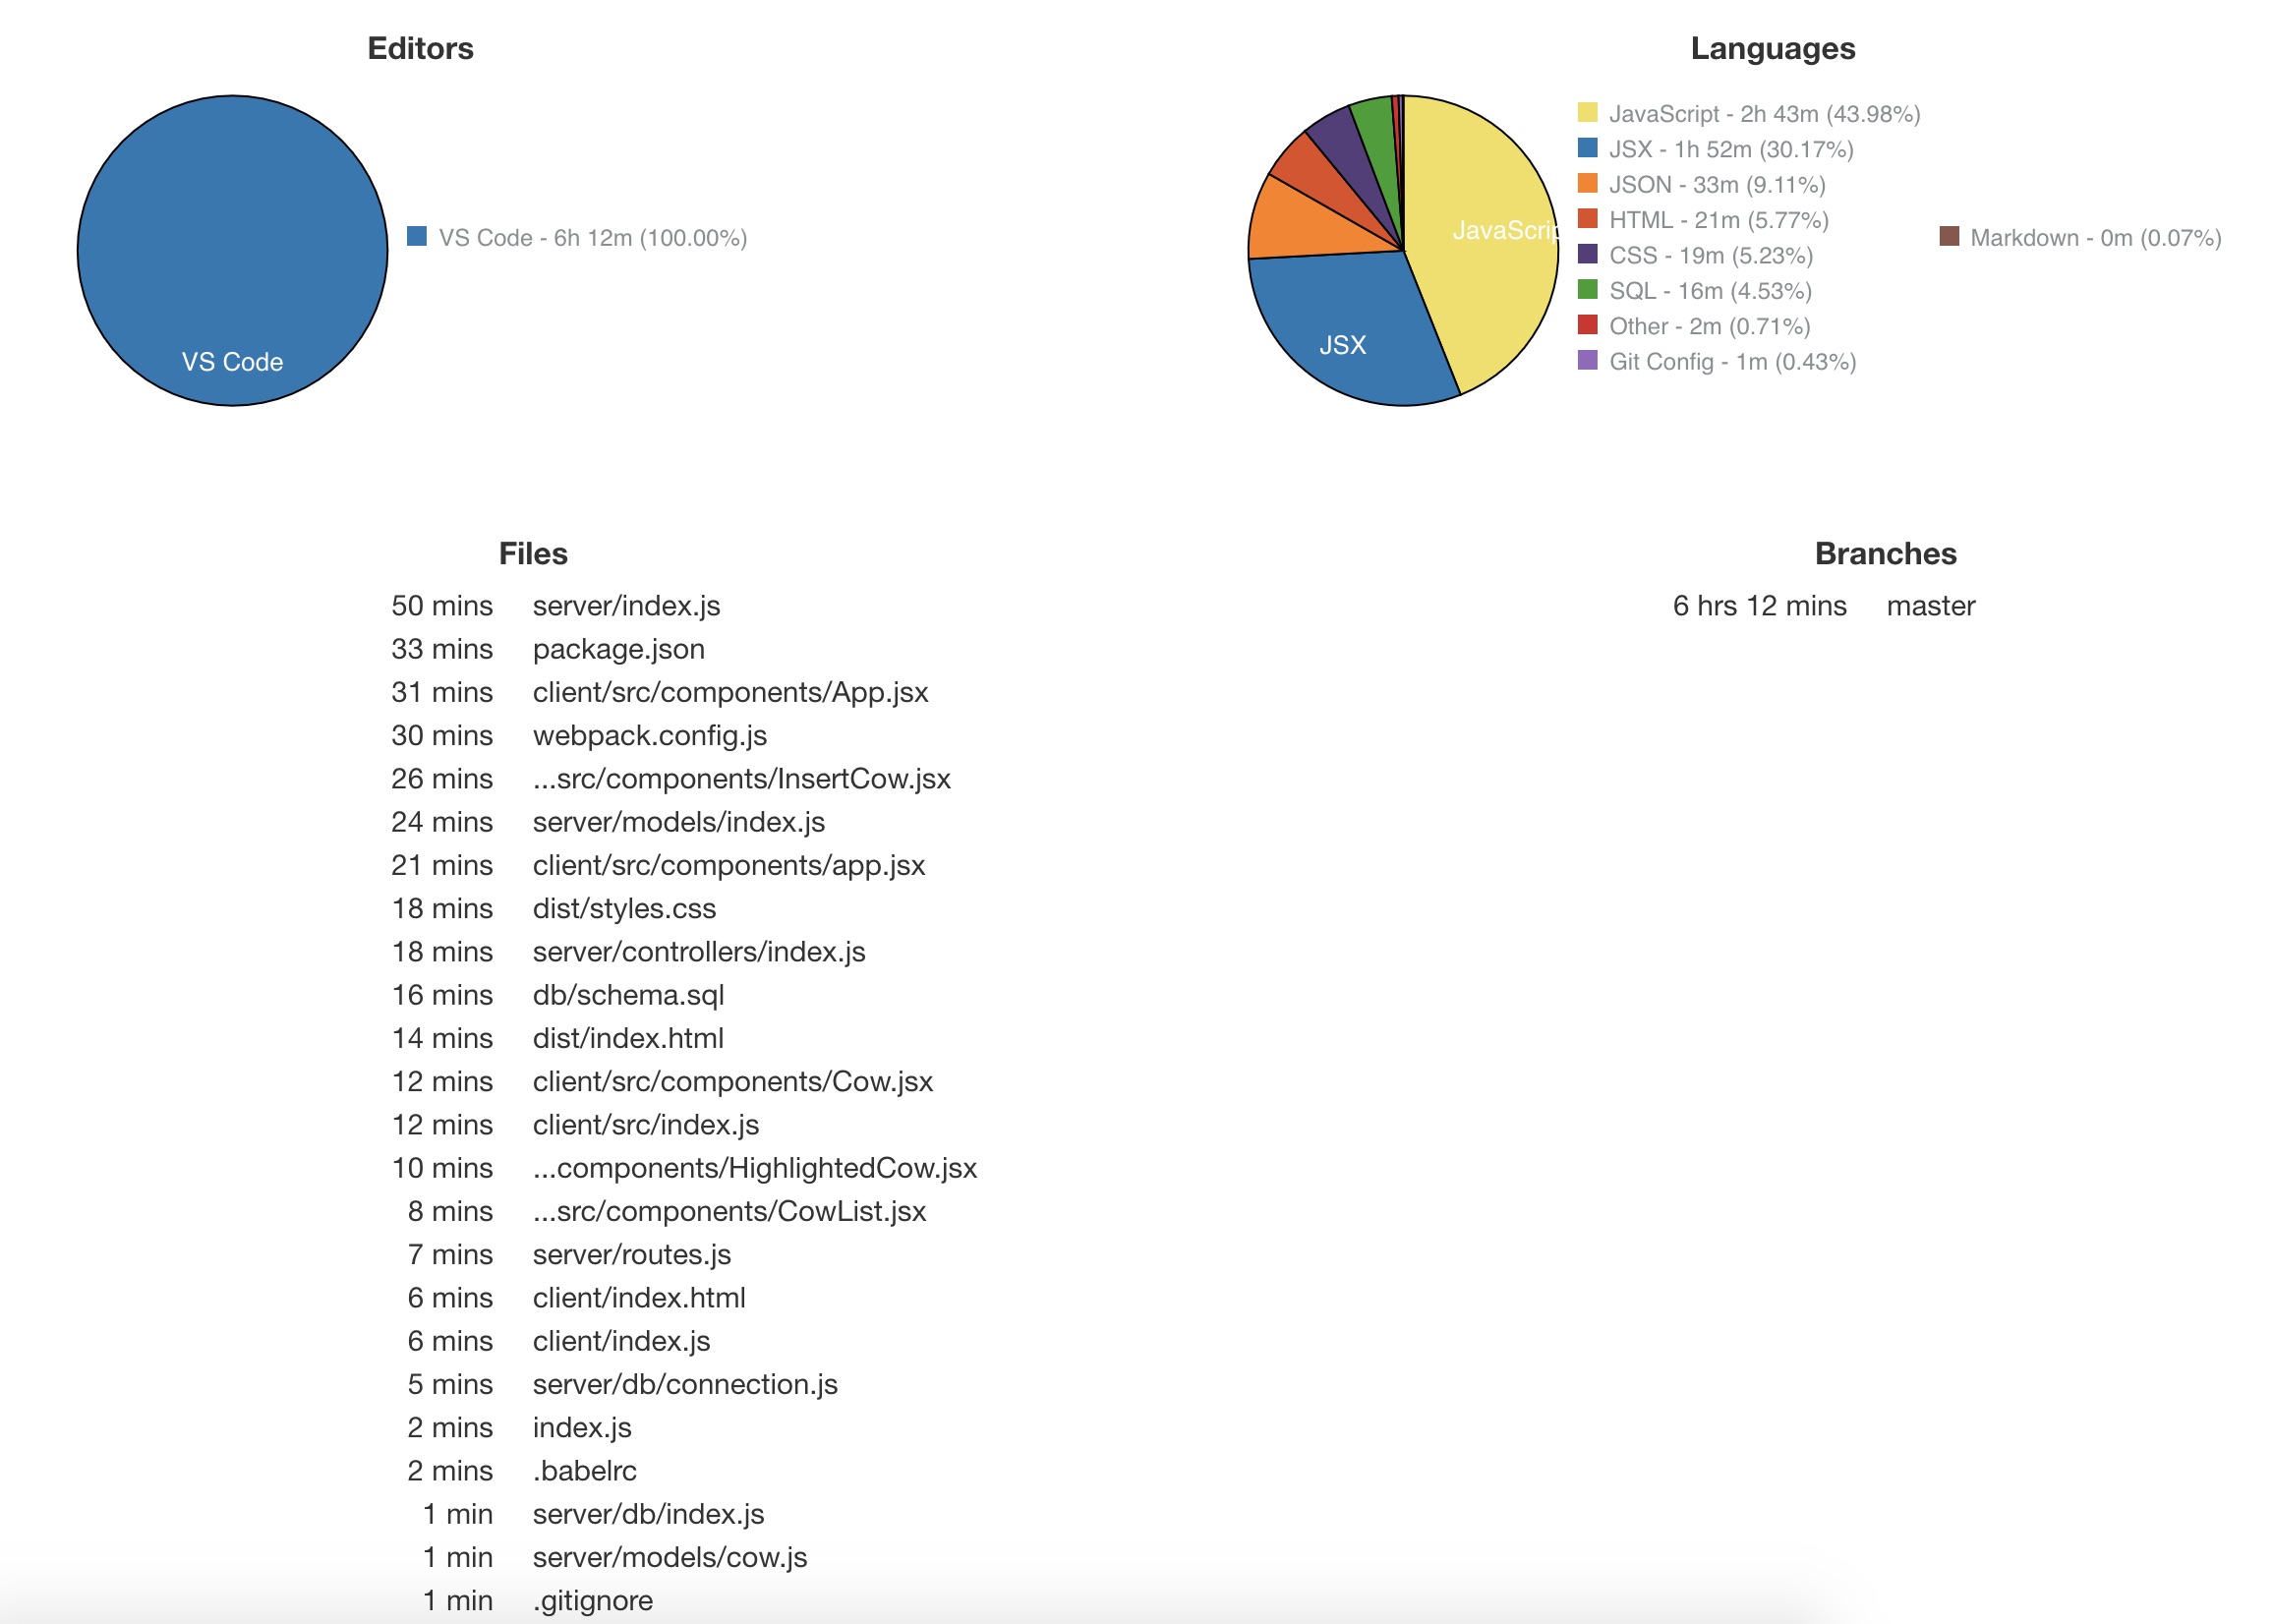 Editors
VS Code
VS Code - 6h 12m (100.00%)
Languages
JavaScrip
JSX
JavaScript - 2h 43m (43.98%)
JSX - 1h 52m (30.17%)
JSON - 33m (9.11%)
HTML - 21m (5.77%)
CSS - 19m (5.23%)
SQL - 16m (4.53%)
Other - 2m (0.71%)
Git Config - 1m (0.43%)
Markdown - 0m (0.07%)
Files
50 mins server/index.js
33 mins package.json
31 mins client/src/components/App.jsx
30 mins webpack.config.js
26 mins ...src/components/InsertCow.jsx
24 mins server/models/index.js
21 mins client/src/components/app.jsx
18 mins dist/styles.css
18 mins server/controllers/index.js
16 mins db/schema.sql
14 mins dist/index.html
12 mins client/src/components/Cow.jsx
12 mins client/src/index.js
10 mins ...components/HighlightedCow.jsx
8 mins ...src/components/CowList.jsx
7 mins server/routes.js
6 mins client/index.html
6 mins client/index.js
5 mins server/db/connection.js
2 mins index.js
2 mins .babelrc
1 min server/db/index.js
1 min server/models/cow.js
1 min .gitignore
Branches
6 hrs 12 mins master